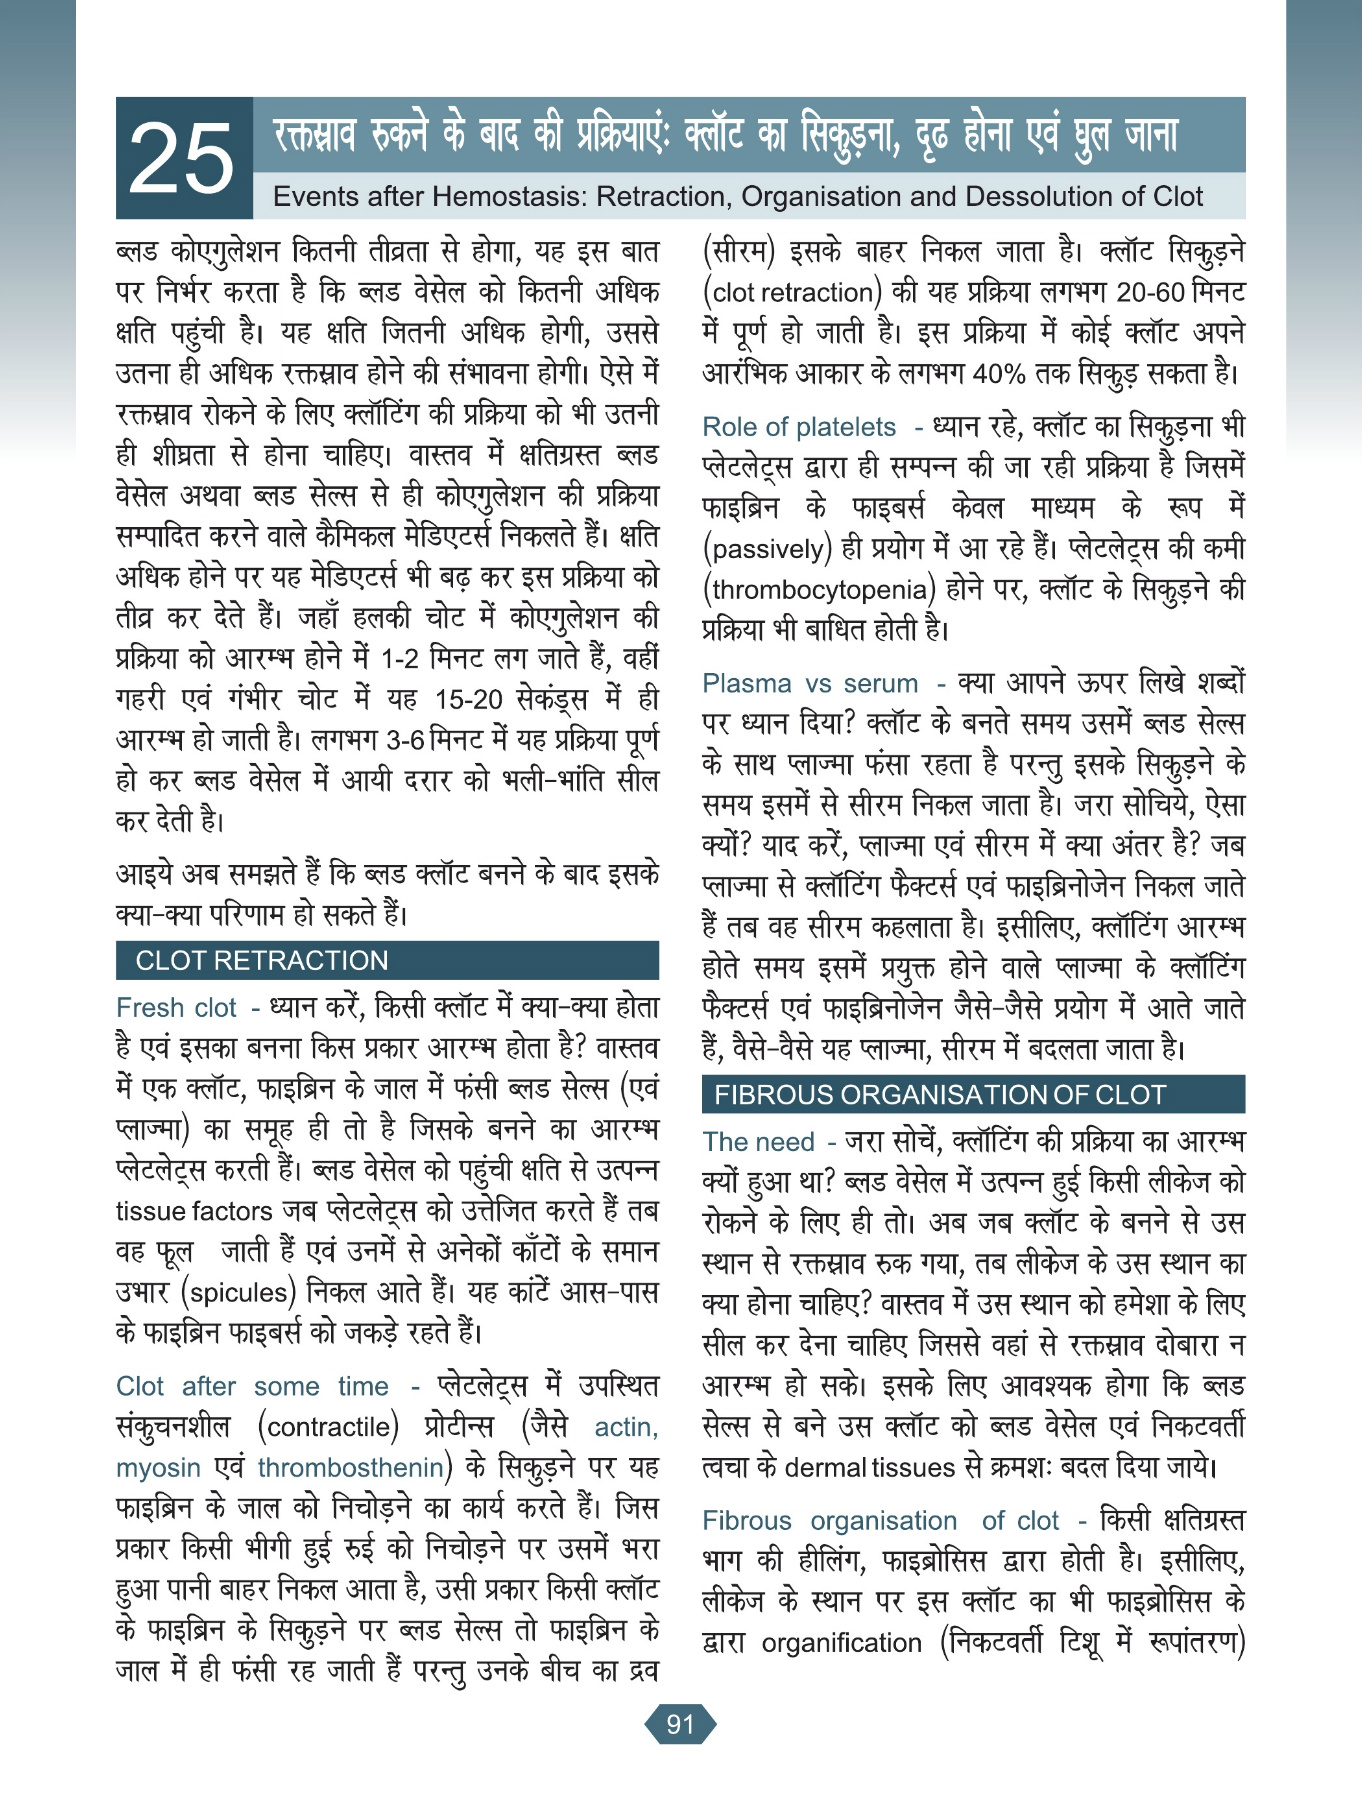 25
रक्तस्राव रुकने के बाद की प्रक्रियाएं: क्लॉट का सिकुड़ना, दृढ होना एवं घुल जाना
Events after Hemostasis: Retraction, Organisation and Dessolution of Clot
ब्लड कोएगुलेशन कितनी तीव्रता से होगा, यह इस बात
पर निर्भर करता है कि ब्लड वेसेल को कितनी अधिक
क्षति पहुंची है। यह क्षति जितनी अधिक होगी, उससे
उतना ही अधिक रक्तस्राव होने की संभावना होगी। ऐसे में
रक्तस्राव रोकने के लिए क्लॉटिंग की प्रक्रिया को भी उतनी
ही शीघ्रता से होना चाहिए। वास्तव में क्षतिग्रस्त ब्लड
वेसेल अथवा ब्लड सेल्स से ही कोएगुलेशन की प्रक्रिया
सम्पादित करने वाले कैमिकल मेडिएटर्स निकलते हैं। क्षति
अधिक होने पर यह मेडिएटर्स भी बढ़ कर इस प्रक्रिया को
तीव्र कर देते हैं। जहाँ हलकी चोट में कोएगुलेशन की
प्रक्रिया को आरम्भ होने में 1-2 मिनट लग जाते हैं, वहीं
गहरी एवं गंभीर चोट में यह 15-20 सेकंड्स में ही
आरम्भ हो जाती है। लगभग 3-6 मिनट में यह प्रक्रिया पूर्ण
हो कर ब्लड वेसेल में आयी दरार को भली-भांति सील
कर देती है।
आइये अब समझते हैं कि ब्लड क्लॉट बनने के बाद इसके
क्या-क्या परिणाम हो सकते हैं।
CLOT RETRACTION
Fresh clot - ध्यान करें, किसी क्लॉट में क्या-क्या होता
है एवं इसका बनना किस प्रकार आरम्भ होता है? वास्तव
में एक क्लॉट, फाइब्रिन के जाल में फंसी ब्लड सेल्स (एवं
प्लाज्मा) का समूह ही तो है जिसके बनने का आरम्भ
प्लेटलेट्स करती हैं। ब्लड वेसेल को पहुंची क्षति से उत्पन्न
tissue factors जब प्लेटलेट्स को उत्तेजित करते हैं तब
वह फूल जाती हैं एवं उनमें से अनेकों काँटों के समान
उभार (spicules) निकल आते हैं। यह कांटें आस-पास
के फाइब्रिन फाइबर्स को जकड़े रहते हैं।
Clot after some time - प्लेटलेट्स में उपस्थित
संकुचनशील (contractile) प्रोटीन्स (जैसे actin,
myosin एवं thrombosthenin) के सिकुड़ने पर यह
फाइब्रिन के जाल को निचोड़ने का कार्य करते हैं। जिस
प्रकार किसी भीगी हुई रुई को निचोड़ने पर उसमें भरा
हुआ पानी बाहर निकल आता है, उसी प्रकार किसी क्लॉट
के फाइब्रिन के सिकुड़ने पर ब्लड सेल्स तो फाइब्रिन के
जाल में ही फंसी रह जाती हैं परन्तु उनके बीच का द्रव
(सीरम) इसके बाहर निकल जाता है। क्लॉट सिकुड़ने
(clot retraction) की यह प्रक्रिया लगभग 20-60 मिनट
में पूर्ण हो जाती है। इस प्रक्रिया में कोई क्लॉट अपने
आरंभिक आकार के लगभग 40% तक सिकुड़ सकता है।
Role of platelets - ध्यान रहे, क्लॉट का सिकुड़ना भी
प्लेटलेट्स द्वारा ही सम्पन्न की जा रही प्रक्रिया है जिसमें
फाइब्रिन के फाइबर्स केवल माध्यम के रूप में
(passively) ही प्रयोग में आ रहे हैं। प्लेटलेट्स की कमी
(thrombocytopenia) होने पर, क्लॉट के सिकुड़ने की
प्रक्रिया भी बाधित होती है।
Plasma vs serum - क्या आपने ऊपर लिखे शब्दों
पर ध्यान दिया? क्लॉट के बनते समय उसमें ब्लड सेल्स
के साथ प्लाज्मा फंसा रहता है परन्तु इसके सिकुड़ने के
समय इसमें से सीरम निकल जाता है। जरा सोचिये, ऐसा
क्यों? याद करें, प्लाज्मा एवं सीरम में क्या अंतर है? जब
प्लाज्मा से क्लॉटिंग फैक्टर्स एवं फाइब्रिनोजेन निकल जाते
हैं तब वह सीरम कहलाता है। इसीलिए, क्लॉटिंग आरम्भ
होते समय इसमें प्रयुक्त होने वाले प्लाज्मा के क्लॉटिंग
फैक्टर्स एवं फाइब्रिनोजेन जैसे-जैसे प्रयोग में आते जाते
हैं, वैसे-वैसे यह प्लाज्मा, सीरम में बदलता जाता है।
FIBROUS ORGANISATION OF CLOT
The need - जरा सोचें, क्लॉटिंग की प्रक्रिया का आरम्भ
क्यों हुआ था? ब्लड वेसेल में उत्पन्न हुई किसी लीकेज को
रोकने के लिए ही तो। अब जब क्लॉट के बनने से उस
स्थान से रक्तस्राव रुक गया, तब लीकेज के उस स्थान का
क्या होना चाहिए? वास्तव में उस स्थान को हमेशा के लिए
सील कर देना चाहिए जिससे वहां से रक्तस्राव दोबारा न
आरम्भ हो सके। इसके लिए आवश्यक होगा कि ब्लड
सेल्स से बने उस क्लॉट को ब्लड वेसेल एवं निकटवर्ती
त्वचा के dermal tissues से क्रमशः बदल दिया जाये।
Fibrous organisation of clot - किसी क्षतिग्रस्त
भाग की हीलिंग, फाइब्रोसिस द्वारा होती है। इसीलिए,
लीकेज के स्थान पर इस क्लॉट का भी फाइब्रोसिस के
द्वारा organification (निकटवर्ती टिशू में रूपांतरण)
91